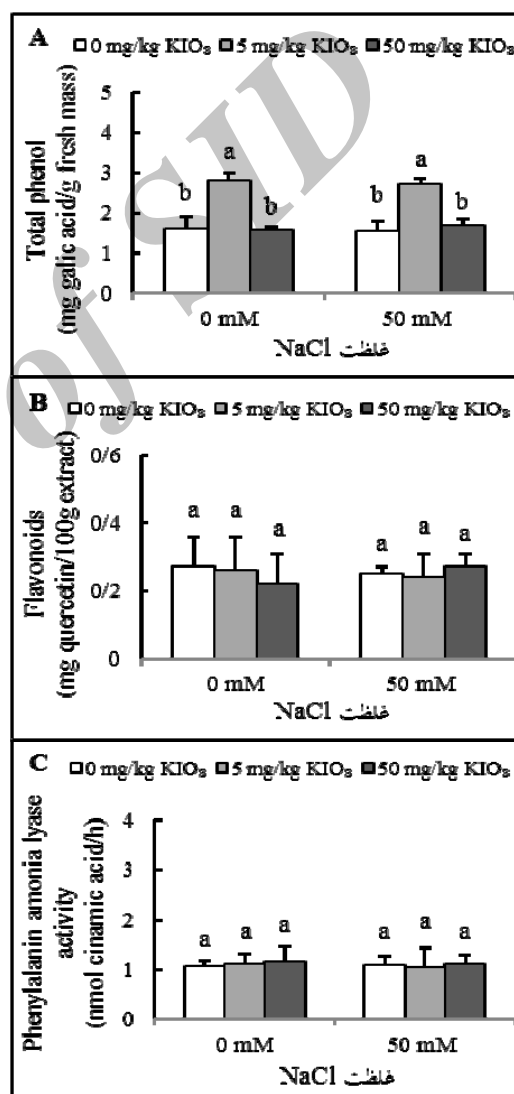 A
0 mg/kg KIO₃ 5 mg/kg KIO₃ 50 mg/kg KIO₃
Total phenol
(mg galic acid/g fresh mass)
5
4
3
2
1
0
b a b b a b
0 mM 50 mM
غلظت NaCl
B
0 mg/kg KIO₃ 5 mg/kg KIO₃ 50 mg/kg KIO₃
Flavonoids
(mg quercetin/100g extract)
0/6
0/4
0/2
0
a a a a a a
0 mM 50 mM
غلظت NaCl
C
0 mg/kg KIO₃ 5 mg/kg KIO₃ 50 mg/kg KIO₃
Phenylalanin amonia lyase
activity
(nmol cinamic acid/h)
4
3
2
1
0
a a a a a a
0 mM 50 mM
غلظت NaCl
of SID